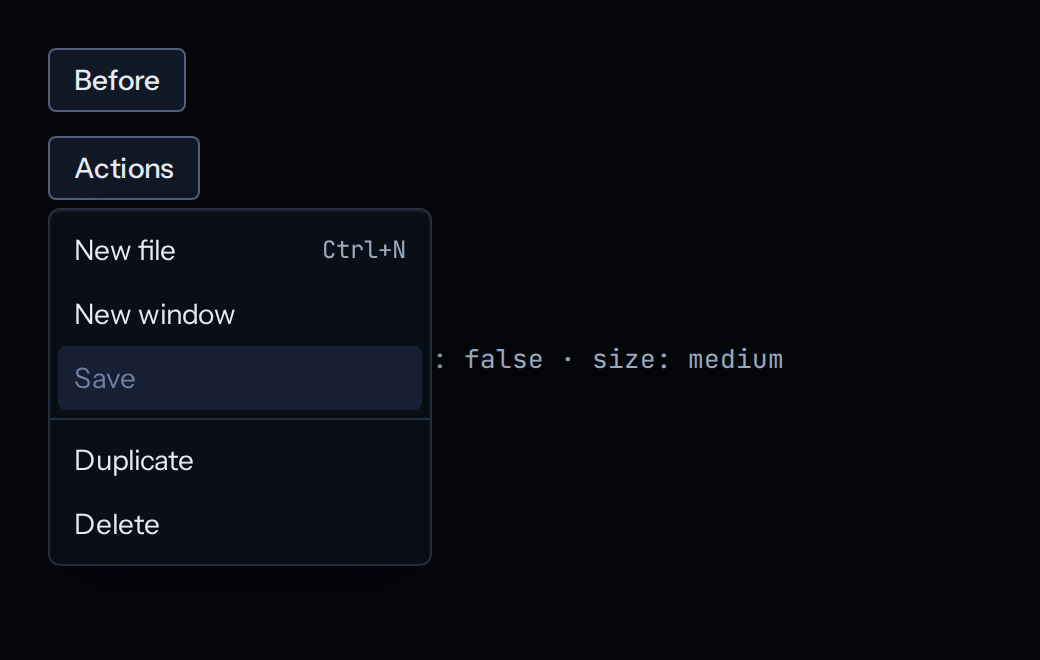 Before
Actions
New file Ctrl+N
New window
: false · size: medium
Save
Duplicate
Delete